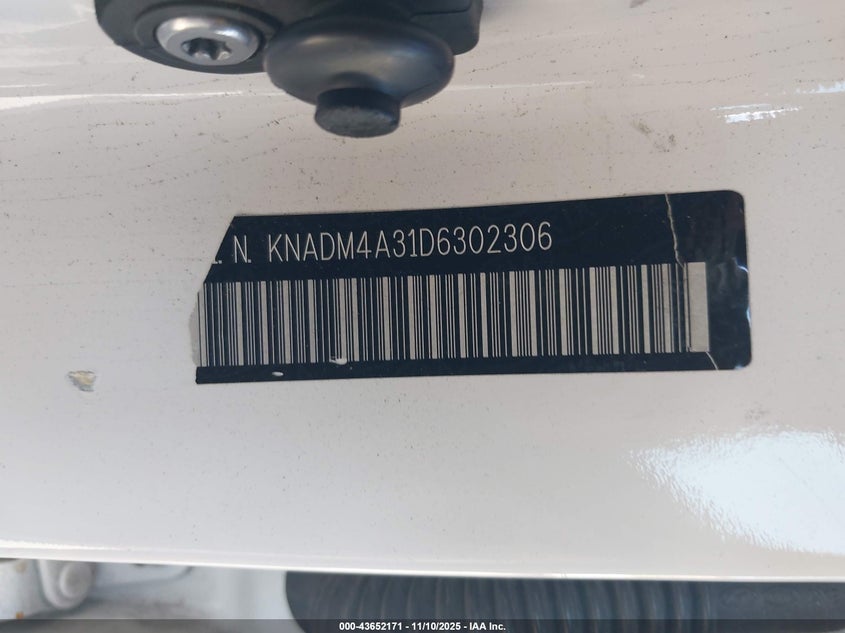 . N. KNADM4A31D6302306
000-43652171 - 11/10/2025 - IAA Inc.